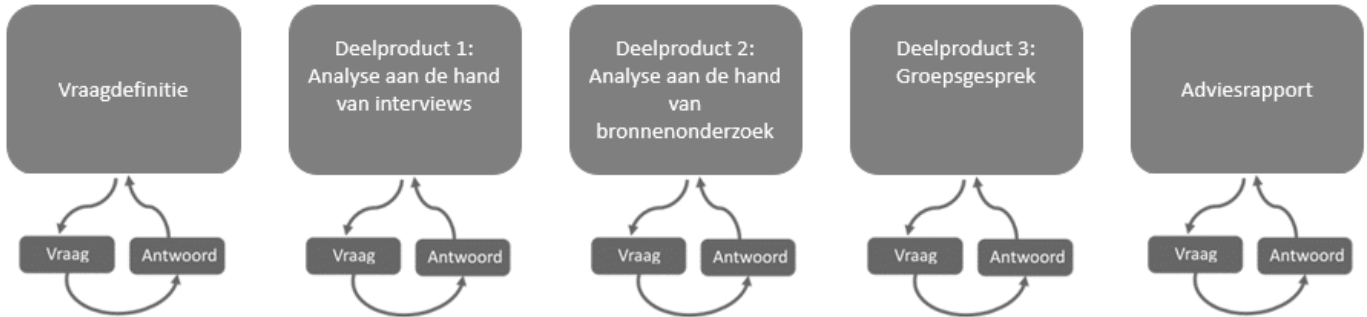 Vraagdefinitie
Deelproduct 1:
Analyse aan de hand
van interviews
Deelproduct 2:
Analyse aan de hand
van
bronnenonderzoek
Deelproduct 3:
Groepsgesprek
Adviesrapport
Vraag
Antwoord
Vraag
Antwoord
Vraag
Antwoord
Vraag
Antwoord
Vraag
Antwoord